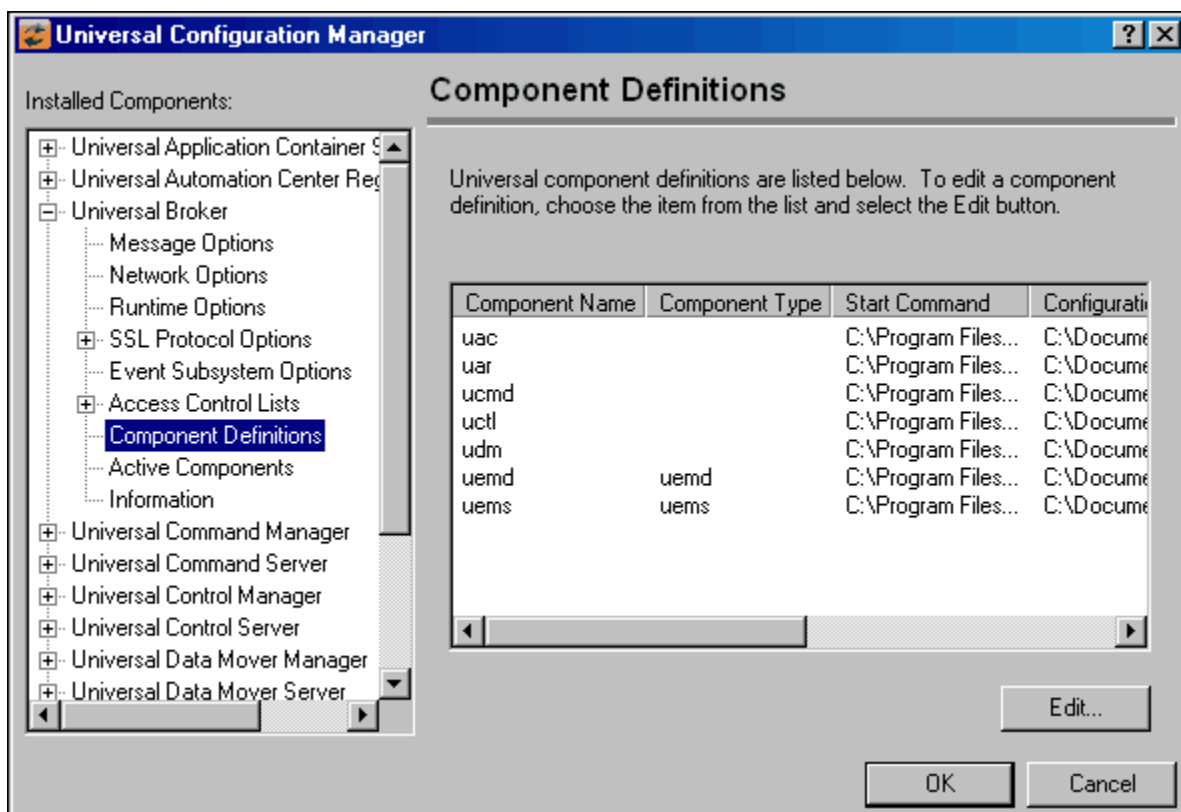 Universal Configuration Manager
Installed Components:
Universal Application Container S
Universal Automation Center Reg
Universal Broker
Message Options
Network Options
Runtime Options
SSL Protocol Options
Event Subsystem Options
Access Control Lists
Component Definitions
Active Components
Information
Universal Command Manager
Universal Command Server
Universal Control Manager
Universal Control Server
Universal Data Mover Manager
Universal Data Mover Server
Component Definitions
Universal component definitions are listed below. To edit a component
definition, choose the item from the list and select the Edit button.
Component Name Component Type Start Command Configuratio
uac C:\Program Files... C:\Docume
uar C:\Program Files... C:\Docume
ucmd C:\Program Files... C:\Docume
uctl C:\Program Files... C:\Docume
udm C:\Program Files... C:\Docume
uemd uemd C:\Program Files... C:\Docume
uems uems C:\Program Files... C:\Docume
Edit...
OK Cancel